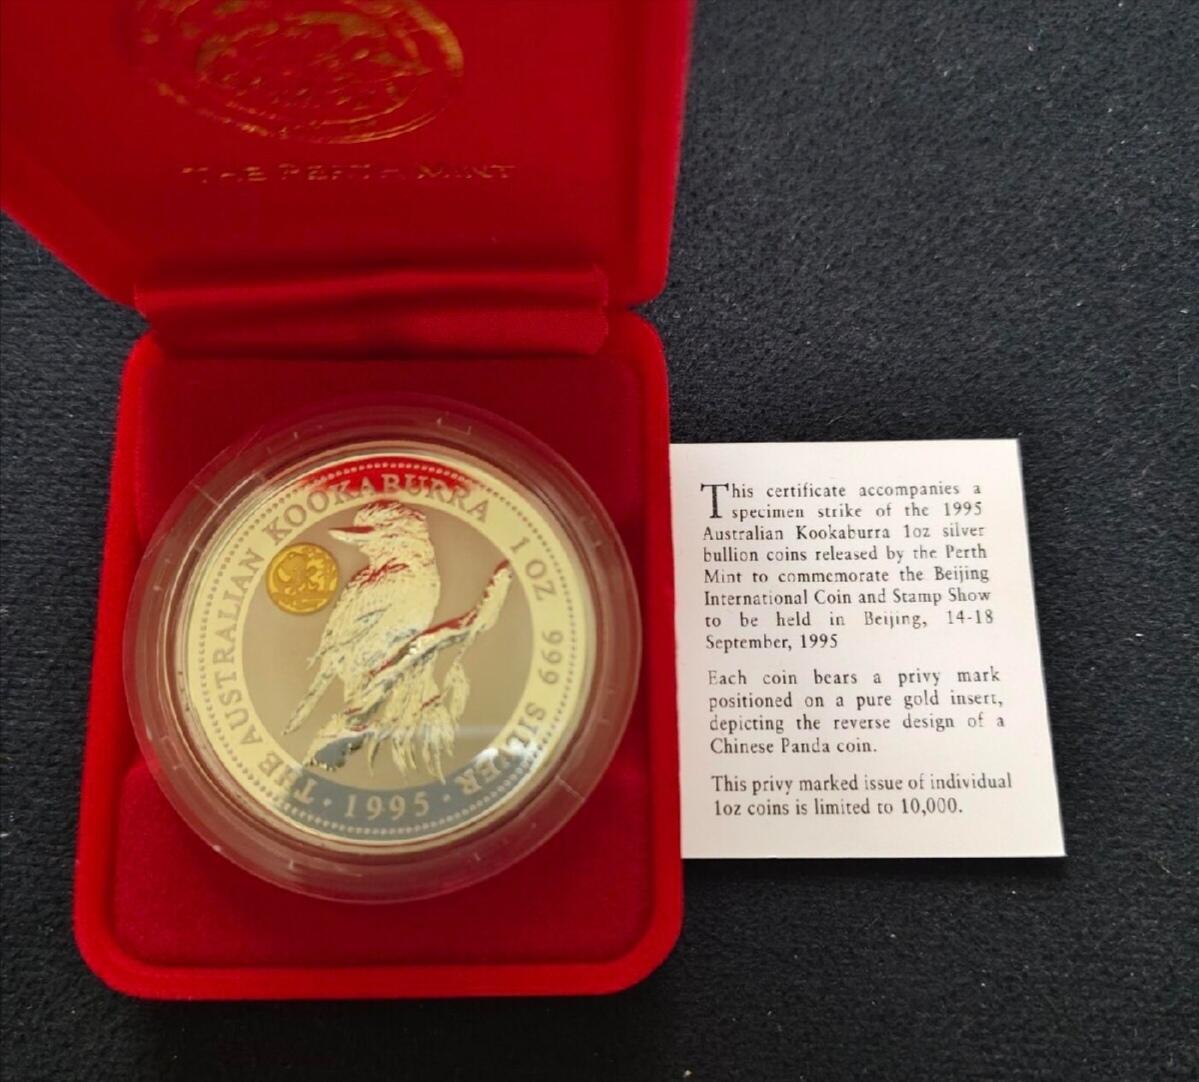 THE PERTH MINT
THE AUSTRALIAN KOOKABURRA 1 OZ 999 SILVER
· 1995 ·
This certificate accompanies a
specimen strike of the 1995
Australian Kookaburra 1oz silver
bullion coins released by the Perth
Mint to commemorate the Beijing
International Coin and Stamp Show
to be held in Beijing, 14-18
September, 1995
Each coin bears a privy mark
positioned on a pure gold insert,
depicting the reverse design of a
Chinese Panda coin.
This privy marked issue of individual
1oz coins is limited to 10,000.